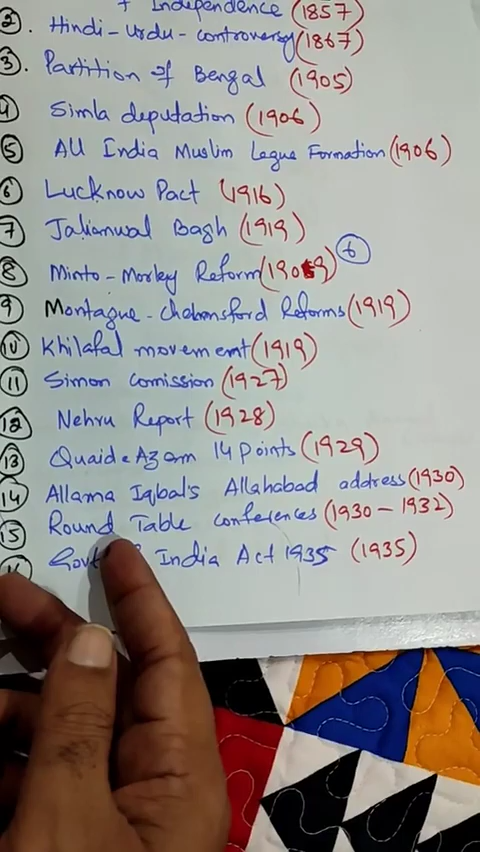 Independence (1857)
2. Hindi-Urdu-controversy (1867)
3. Partition of Bengal (1905)
4 Simla deputation (1906)
5 All India Muslim Legue Formation (1906)
6 Lucknow Pact (1916)
7 Jalianwal Bagh (1919)
8 Minto-Morley Reform (1909) 6
9 Montague-Chelmsford Reforms (1919)
10 Khilafat movement (1919)
11 Simon comission (1927)
12 Nehru Report (1928)
13 Quaid e Azam 14 points (1929)
14 Allama Iqbal's Allahabad address (1930)
15 Round Table conferences (1930-1932)
Govt India Act 1935 (1935)